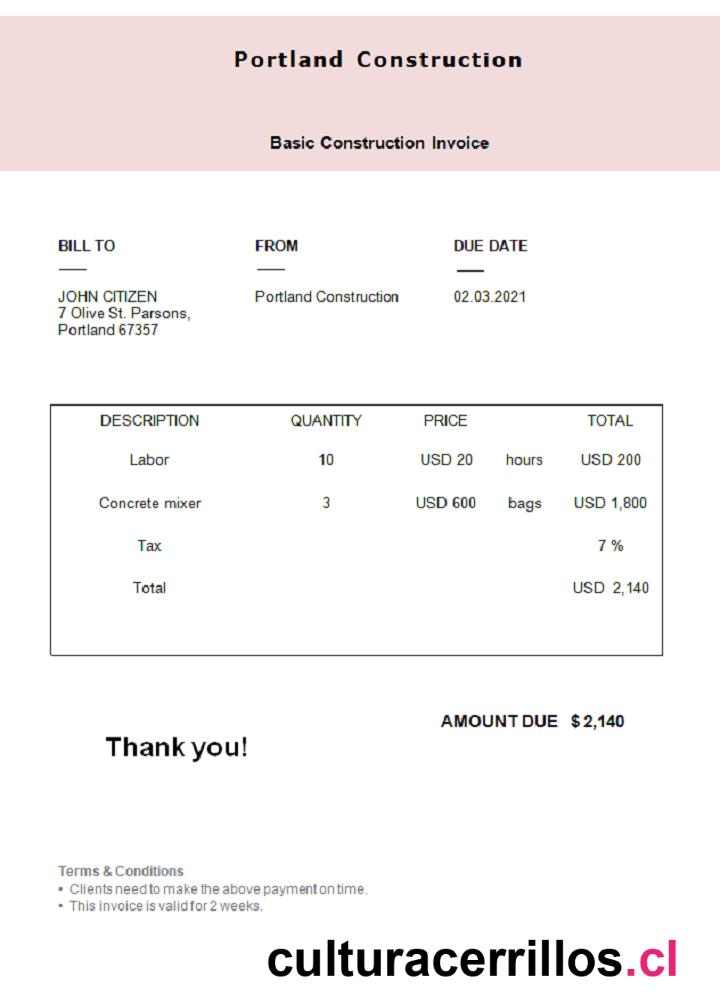 Portland Construction
Basic Construction Invoice
BILL TO
JOHN CITIZEN
7 Olive St. Parsons,
Portland 67357
FROM
Portland Construction
DUE DATE
02.03.2021
DESCRIPTION QUANTITY PRICE TOTAL
Labor 10 USD 20 hours USD 200
Concrete mixer 3 USD 600 bags USD 1,800
Tax 7 %
Total USD 2,140
AMOUNT DUE $ 2,140
Thank you!
Terms & Conditions
• Clients need to make the above payment on time.
• This invoice is valid for 2 weeks.
culturacerrillos.cl